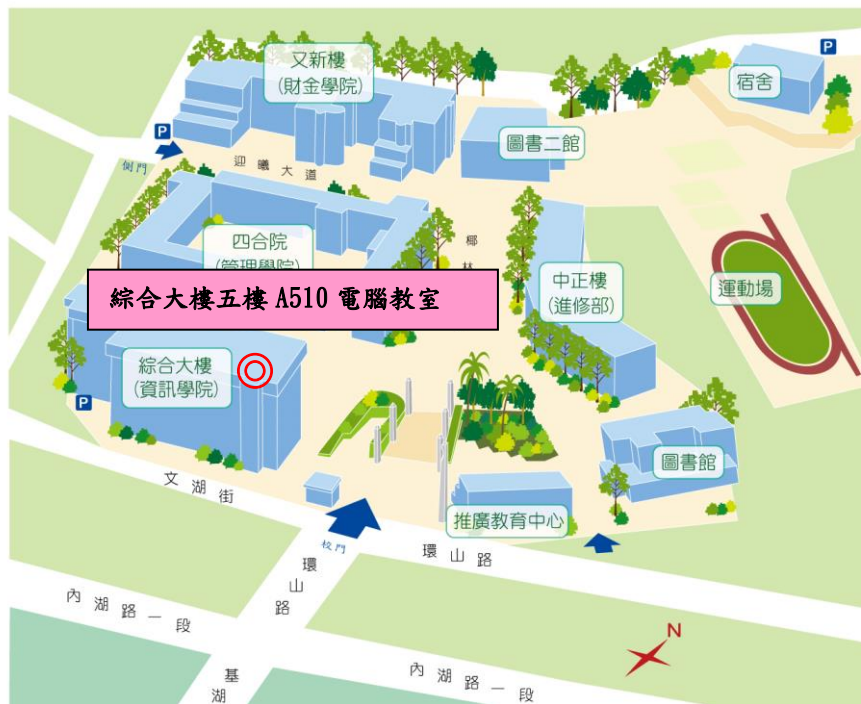 又新樓
(財金學院)
P
宿舍
P
側門
迎曦大道
圖書二館
四合院
(管理學院)
椰林
中正樓
(進修部)
運動場
綜合大樓五樓 A510 電腦教室
綜合大樓
(資訊學院)
P
圖書館
文湖街
推廣教育中心
校門
環山路
環山路
內湖路一段
N
內湖路一段
基湖